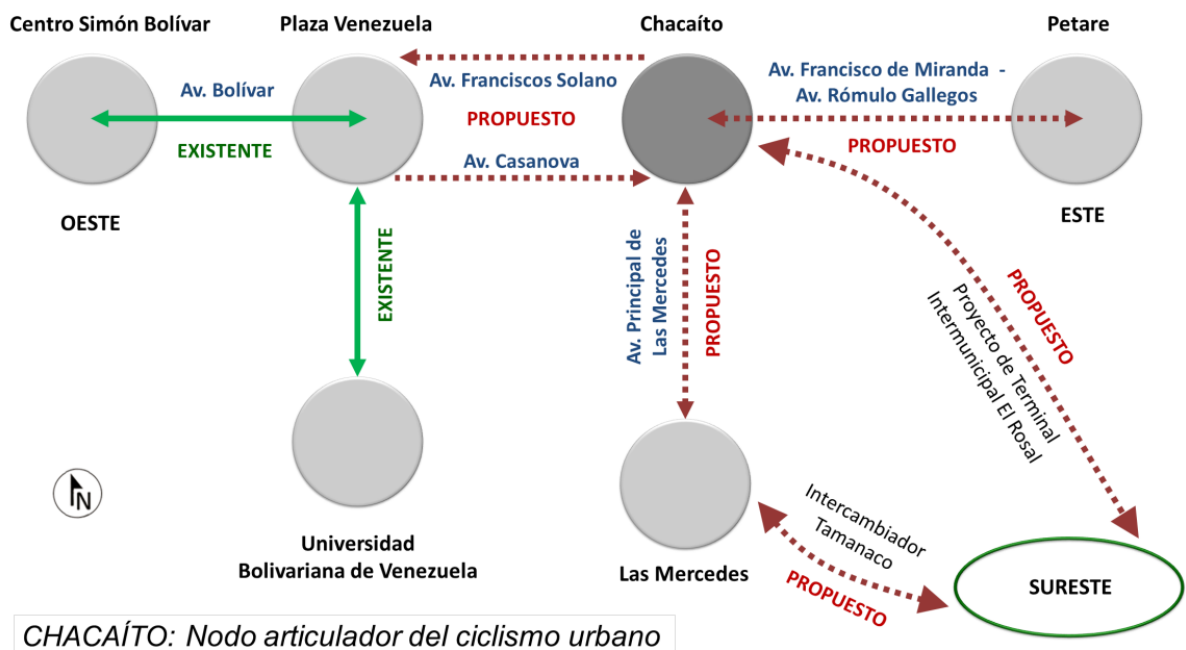 Centro Simón Bolívar
Plaza Venezuela
Chacaíto
Petare
Av. Bolívar
EXISTENTE
Av. Franciscos Solano
PROPUESTO
Av. Casanova
Av. Francisco de Miranda -
Av. Rómulo Gallegos
PROPUESTO
OESTE
ESTE
EXISTENTE
Av. Principal de
Las Mercedes
PROPUESTO
PROPUESTO
Proyecto de Terminal
Intermunicipal El Rosal
N
Universidad
Bolivariana de Venezuela
Las Mercedes
Intercambiador
Tamanaco
PROPUESTO
SURESTE
CHACAÍTO: Nodo articulador del ciclismo urbano